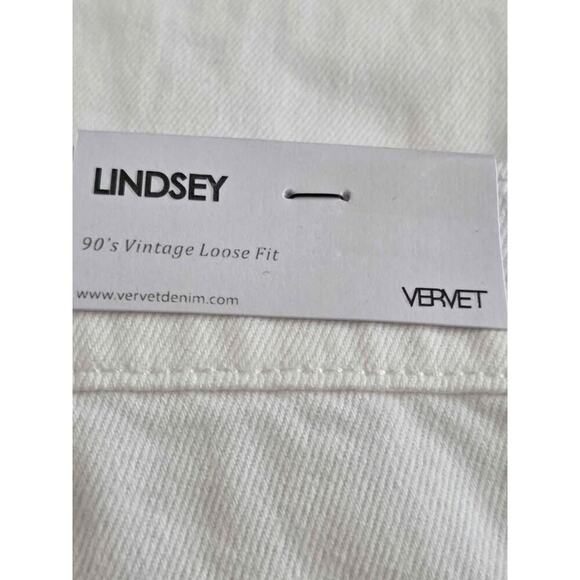 LINDSEY
90's Vintage Loose Fit
www.vervetdenim.com
VERVET